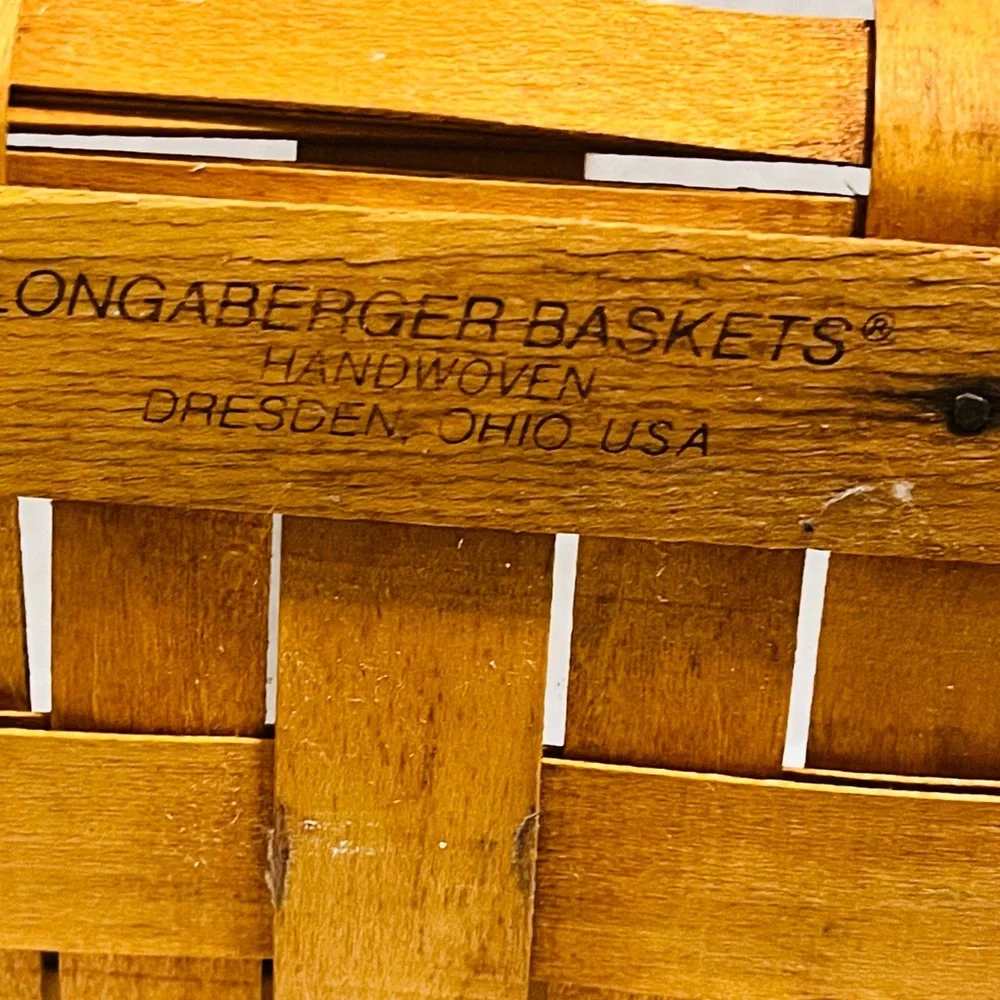 LONGABERGER BASKETS®
HANDWOVEN
DRESDEN, OHIO USA